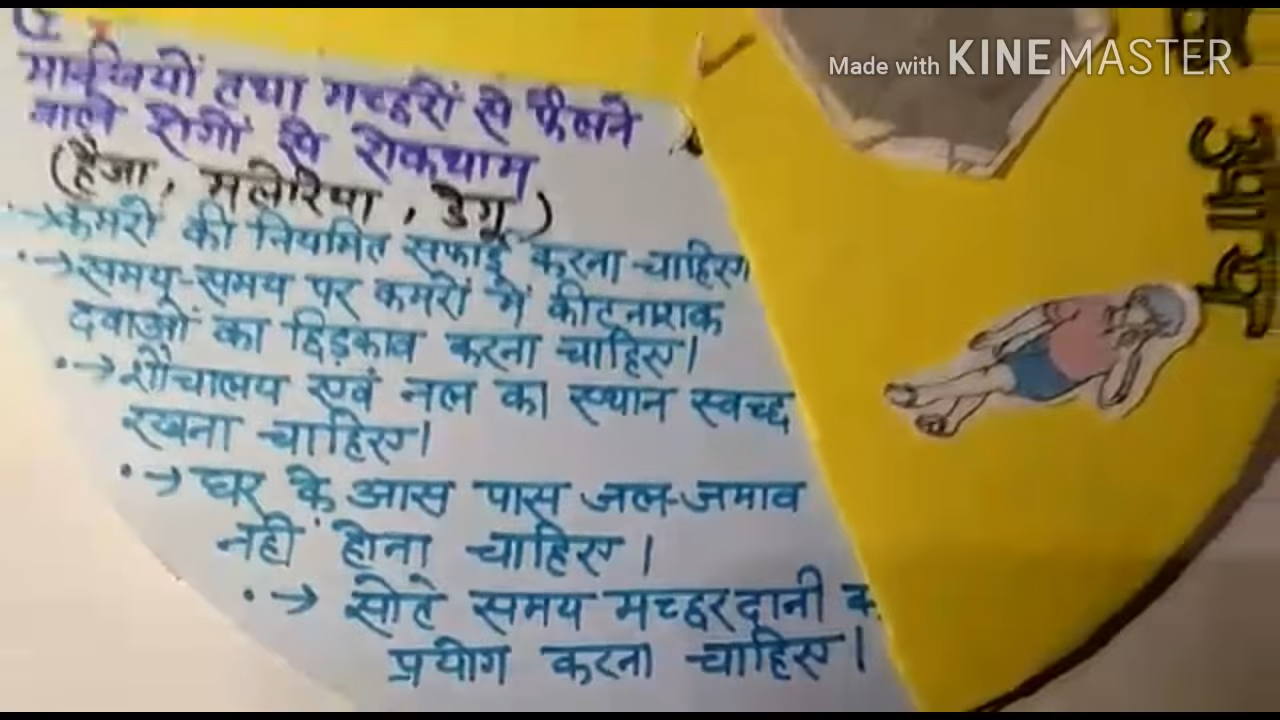 Made with KINEMASTER
मक्खियों तथा मच्छरों से फैलने
वाले रोगों से रोकथाम
(हैजा, मलेरिया, डेंगू)
→ कमरों की नियमित सफाई करना चाहिए
→ समय-समय पर कमरों में कीटनाशक
दवाओं का छिड़काव करना चाहिए।
→ शौचालय एवं नल का स्थान स्वच्छ
रखना चाहिए।
→ घर के आस पास जल-जमाव
नहीं होना चाहिए।
→ सोते समय मच्छरदानी
प्रयोग करना चाहिए।
उपाय